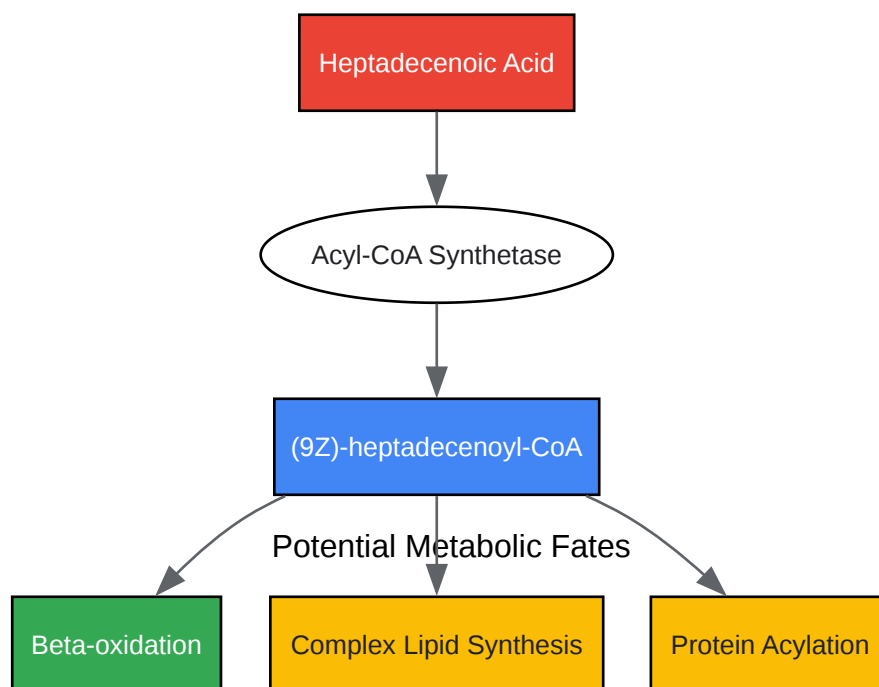 Heptadecenoic Acid
Acyl-CoA Synthetase
(9Z)-heptadecenoyl-CoA
Potential Metabolic Fates
Beta-oxidation
Complex Lipid Synthesis
Protein Acylation